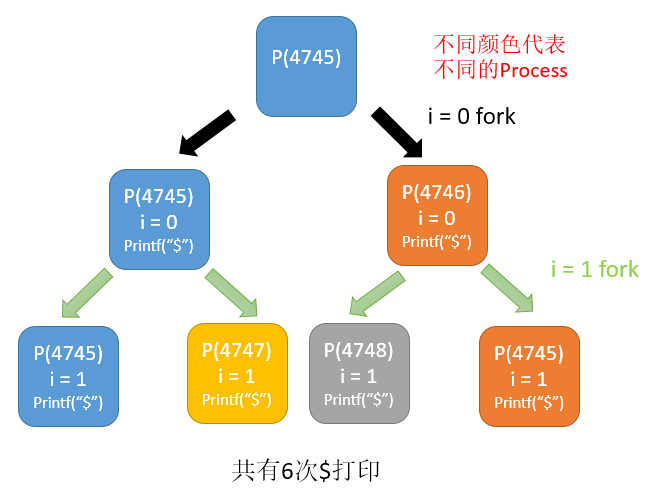 P(4745)
不同颜色代表
不同的Process
i = 0 fork
P(4745)
i = 0
Printf(“$”)
P(4746)
i = 0
Printf(“$”)
i = 1 fork
P(4745)
i = 1
Printf(“$”)
P(4747)
i = 1
Printf(“$”)
P(4748)
i = 1
Printf(“$”)
P(4745)
i = 1
Printf(“$”)
共有6次$打印